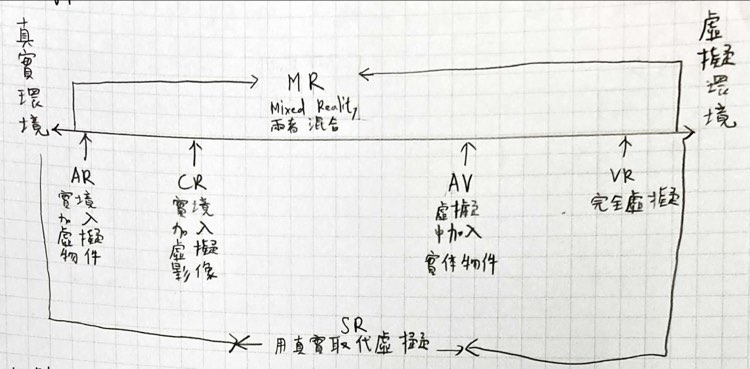 真實環境
虛擬環境
MR
Mixed Reality
兩者混合
AR
實境
加入
虛擬
物件
CR
實境
加入
虛擬
影像
AV
虛擬
中加入
實体物件
VR
完全虛擬
SR
用真實取代虛擬